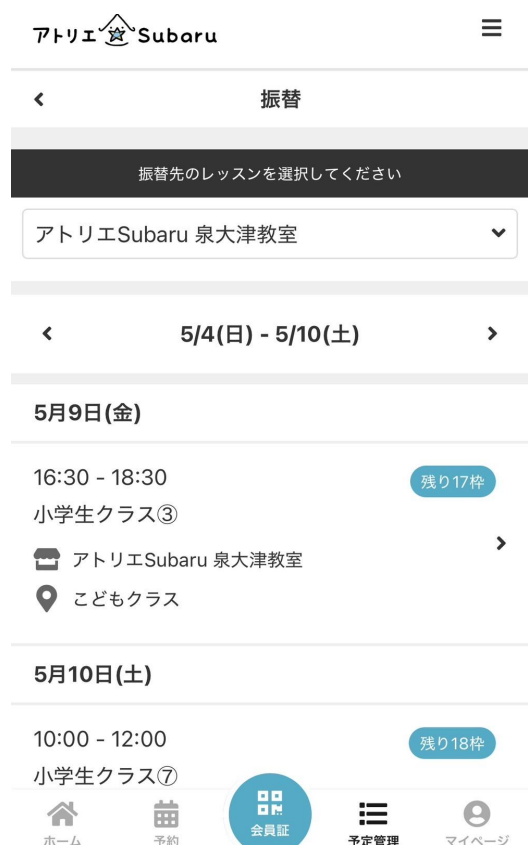 アトリエ Subaru
振替
振替先のレッスンを選択してください
アトリエSubaru 泉大津教室
5/4(日) - 5/10(土)
5月9日(金)
16:30 - 18:30
残り17枠
小学生クラス③
アトリエSubaru 泉大津教室
こどもクラス
5月10日(土)
10:00 - 12:00
残り18枠
小学生クラス⑦
ホーム
予約
会員証
予定管理
マイページ